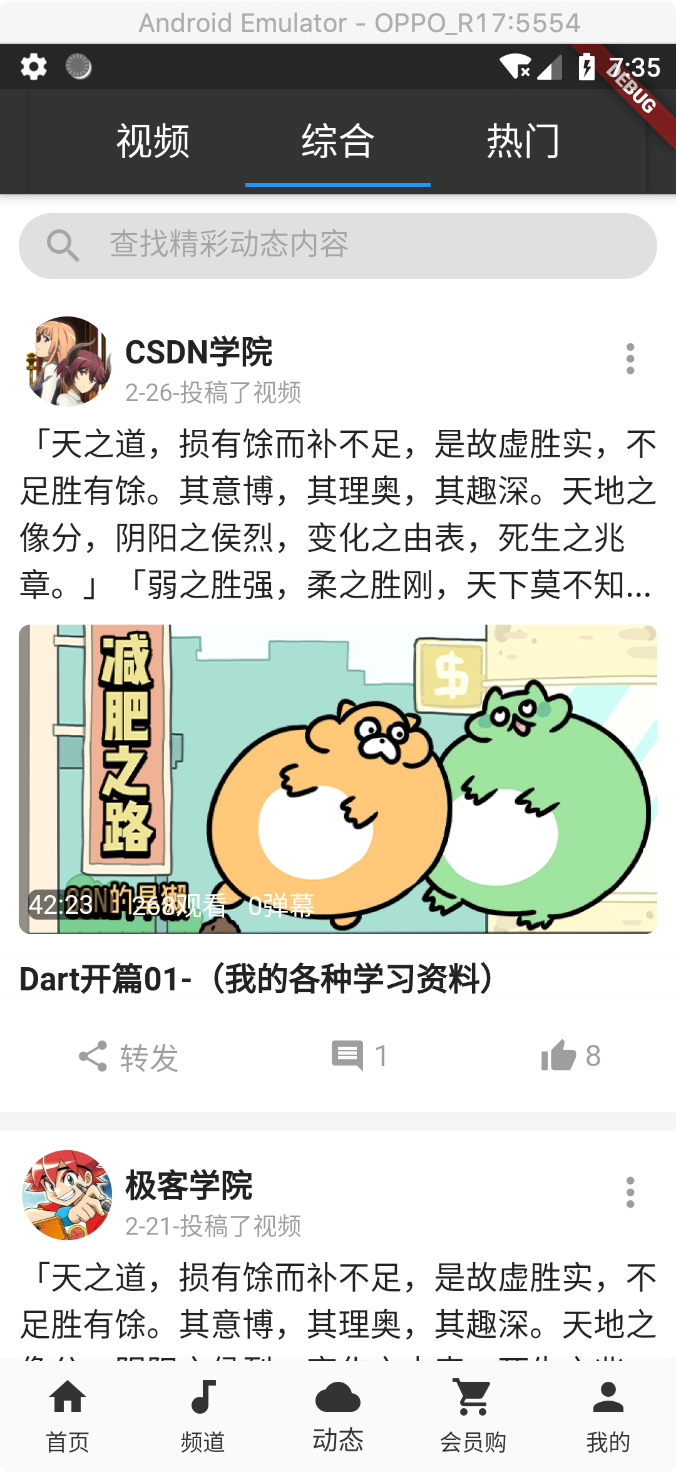 Android Emulator - OPPO_R17:5554
7:35
DEBUG
视频 综合 热门
查找精彩动态内容
CSDN学院
2-26-投稿了视频
「天之道，损有馀而补不足，是故虚胜实，不
足胜有馀。其意博，其理奥，其趣深。天地之
像分，阴阳之侯烈，变化之由表，死生之兆
章。」「弱之胜强，柔之胜刚，天下莫不知...
减肥之路
$
42:23 268观看 0弹幕
Dart开篇01-（我的各种学习资料）
转发 1 8
极客学院
2-21-投稿了视频
「天之道，损有馀而补不足，是故虚胜实，不
足胜有馀。其意博，其理奥，其趣深。天地之
首页 频道 动态 会员购 我的